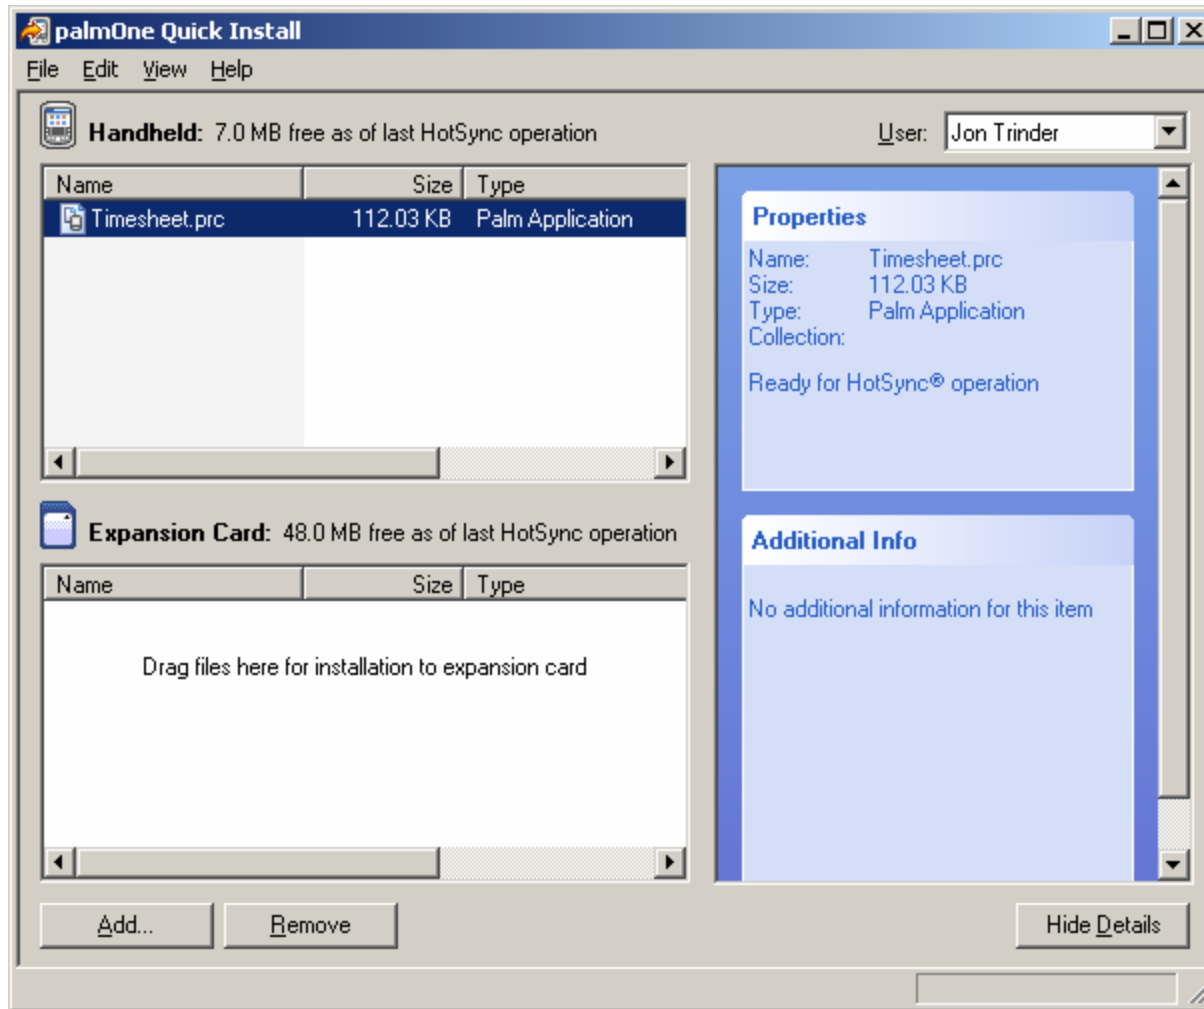 palmOne Quick Install
File Edit View Help
Handheld: 7.0 MB free as of last HotSync operation
User: Jon Trinder
Name Size Type
Timesheet.prc 112.03 KB Palm Application
Properties
Name: Timesheet.prc
Size: 112.03 KB
Type: Palm Application
Collection:
Ready for HotSync® operation
Expansion Card: 48.0 MB free as of last HotSync operation
Name Size Type
Drag files here for installation to expansion card
Additional Info
No additional information for this item
Add... Remove Hide Details